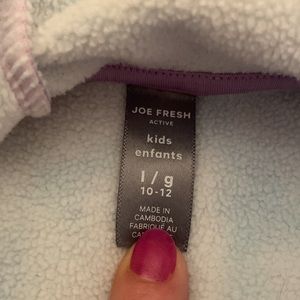 JOE FRESH
ACTIVE
kids
enfants
l / g
10-12
MADE IN
CAMBODIA
FABRIQUÉ AU